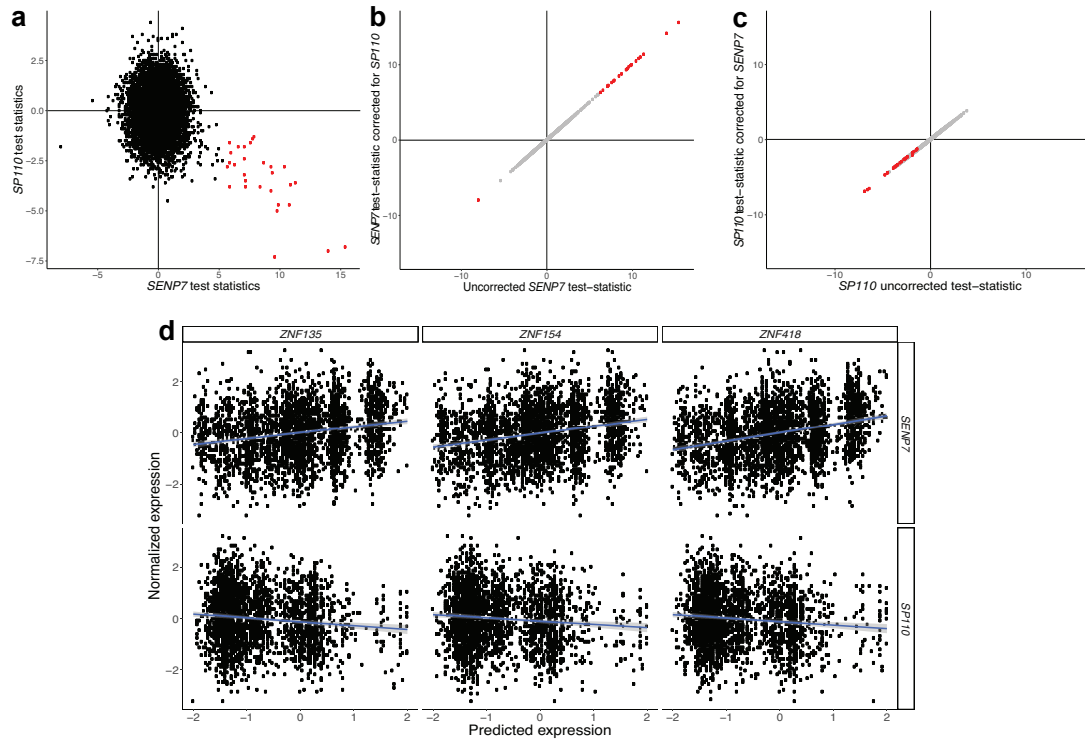 a
SP110 test statistics
2.5
0.0
−2.5
−5.0
−7.5
−5
0
5
10
15
SENP7 test statistics
b
SENP7 test−statistic corrected for SP110
10
0
−10
−10
0
10
Uncorrected SENP7 test−statistic
c
SP110 test−statistic corrected for SENP7
10
0
−10
−10
0
10
SP110 uncorrected test−statistic
d
ZNF135
ZNF154
ZNF418
Normalized expression
2
0
−2
SENP7
2
0
−2
SP110
−2
−1
0
1
2
−2
−1
0
1
2
−2
−1
0
1
2
Predicted expression